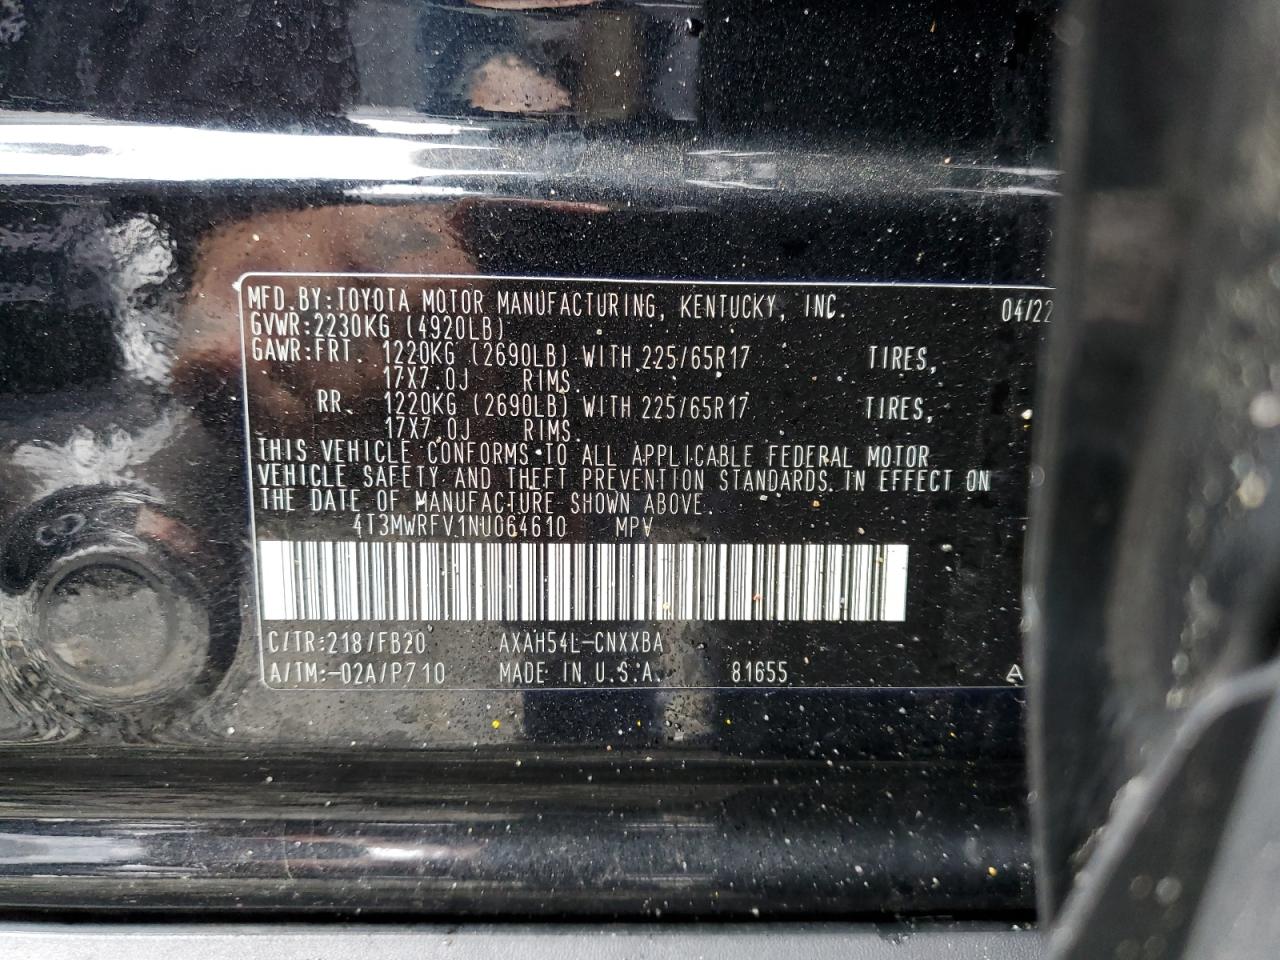 MFD.BY:TOYOTA MOTOR MANUFACTURING, KENTUCKY, INC. 04/22
GVWR:2230KG (4920LB)
GAWR:FRT. 1220KG (2690LB) WITH 225/65R17 TIRES,
17X7.0J RIMS.
RR. 1220KG (2690LB) WITH 225/65R17 TIRES,
17X7.0J RIMS.
THIS VEHICLE CONFORMS TO ALL APPLICABLE FEDERAL MOTOR
VEHICLE SAFETY AND THEFT PREVENTION STANDARDS IN EFFECT ON
THE DATE OF MANUFACTURE SHOWN ABOVE.
4T3MWRFV1NU064610 MPV
C/TR:218/FB20 AXAH54L-CNXXBA
A/TM:-02A/P710 MADE IN U.S.A. 81655 A